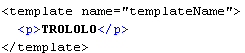 <template name="templateName">
  <p>TROLOLO</p>
</template>